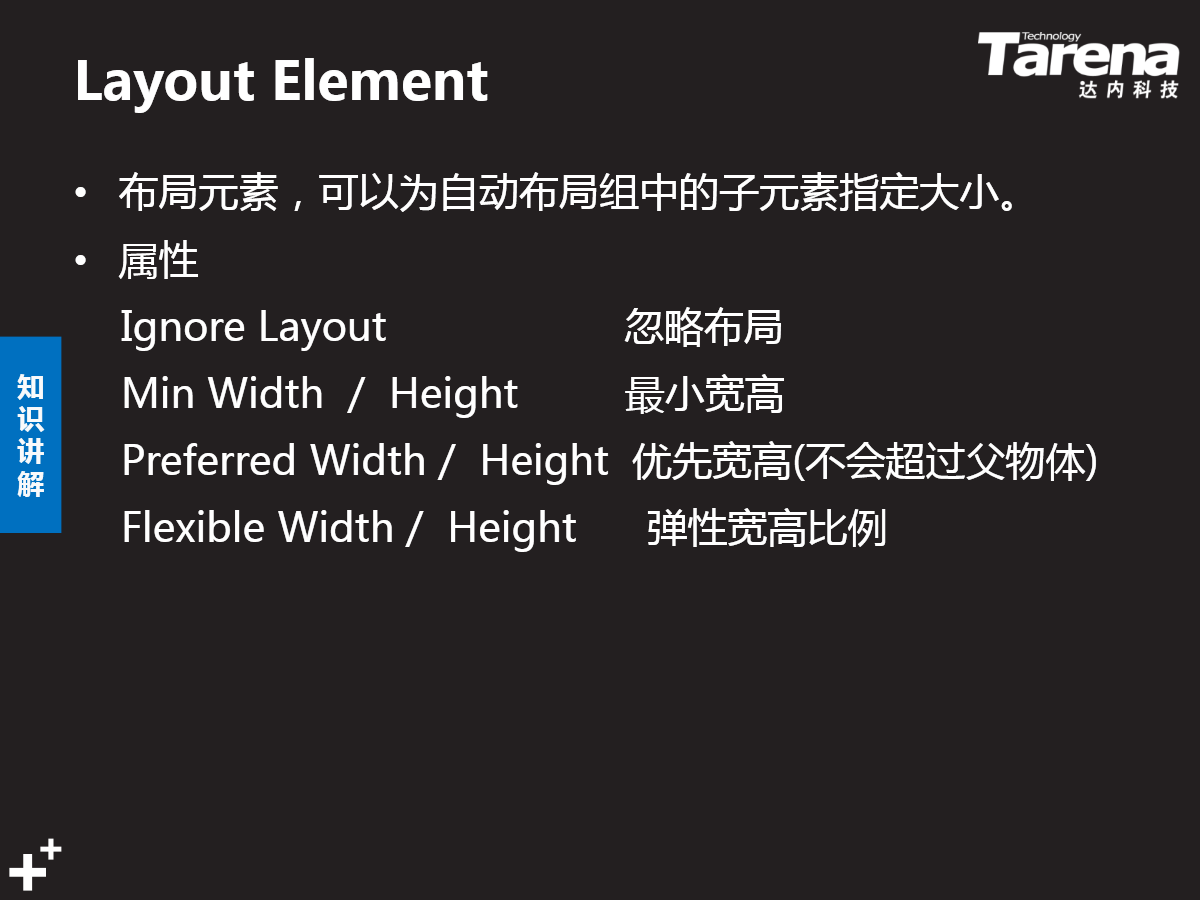 Layout Element
Technology
Tarena
达内科技
• 布局元素，可以为自动布局组中的子元素指定大小。
• 属性
Ignore Layout 忽略布局
Min Width / Height 最小宽高
Preferred Width / Height 优先宽高(不会超过父物体)
Flexible Width / Height 弹性宽高比例
知识讲解